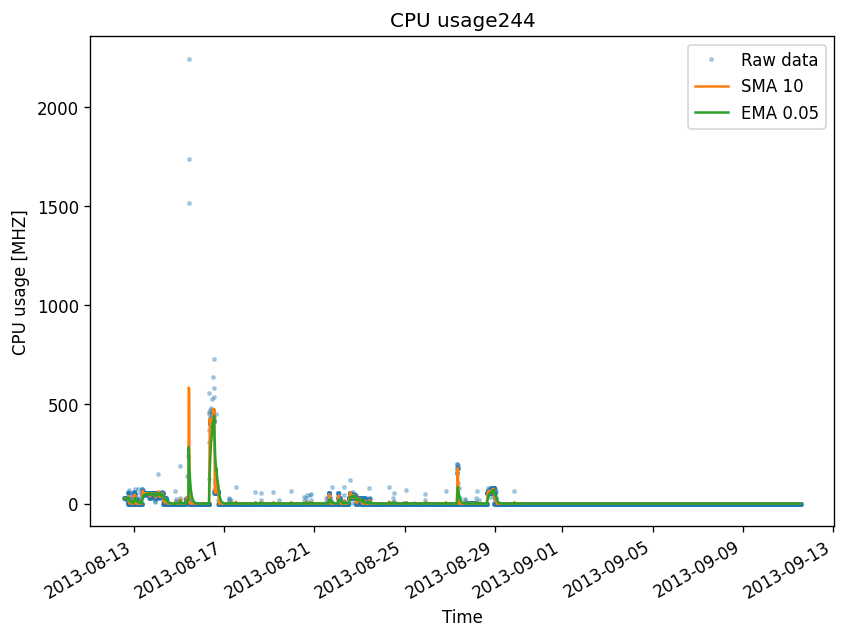 CPU usage244
Raw data
SMA 10
EMA 0.05
CPU usage [MHZ]
2000
1500
1000
500
0
2013-08-13
2013-08-17
2013-08-21
2013-08-25
2013-08-29
2013-09-01
2013-09-05
2013-09-09
2013-09-13
Time